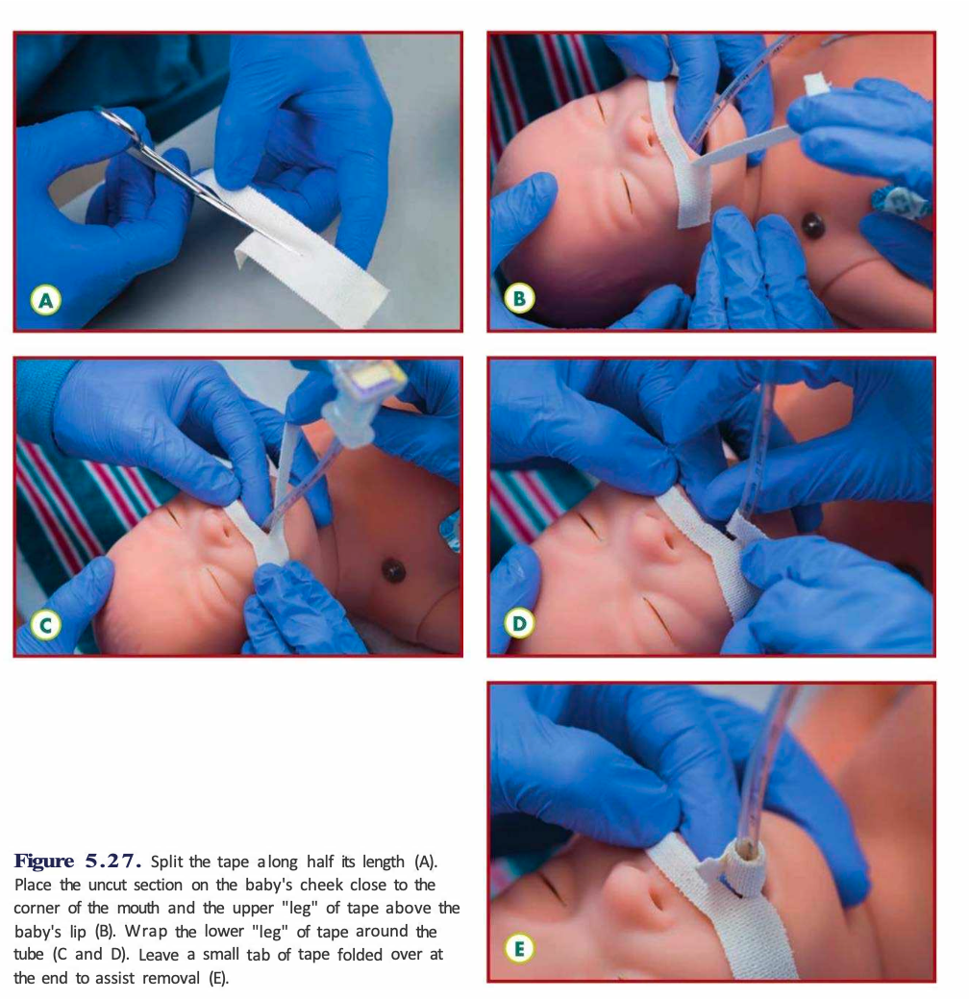 A
B
C
D
E
Figure 5.27. Split the tape along half its length (A).
Place the uncut section on the baby's cheek close to the
corner of the mouth and the upper "leg" of tape above the
baby's lip (B). Wrap the lower "leg" of tape around the
tube (C and D). Leave a small tab of tape folded over at
the end to assist removal (E).